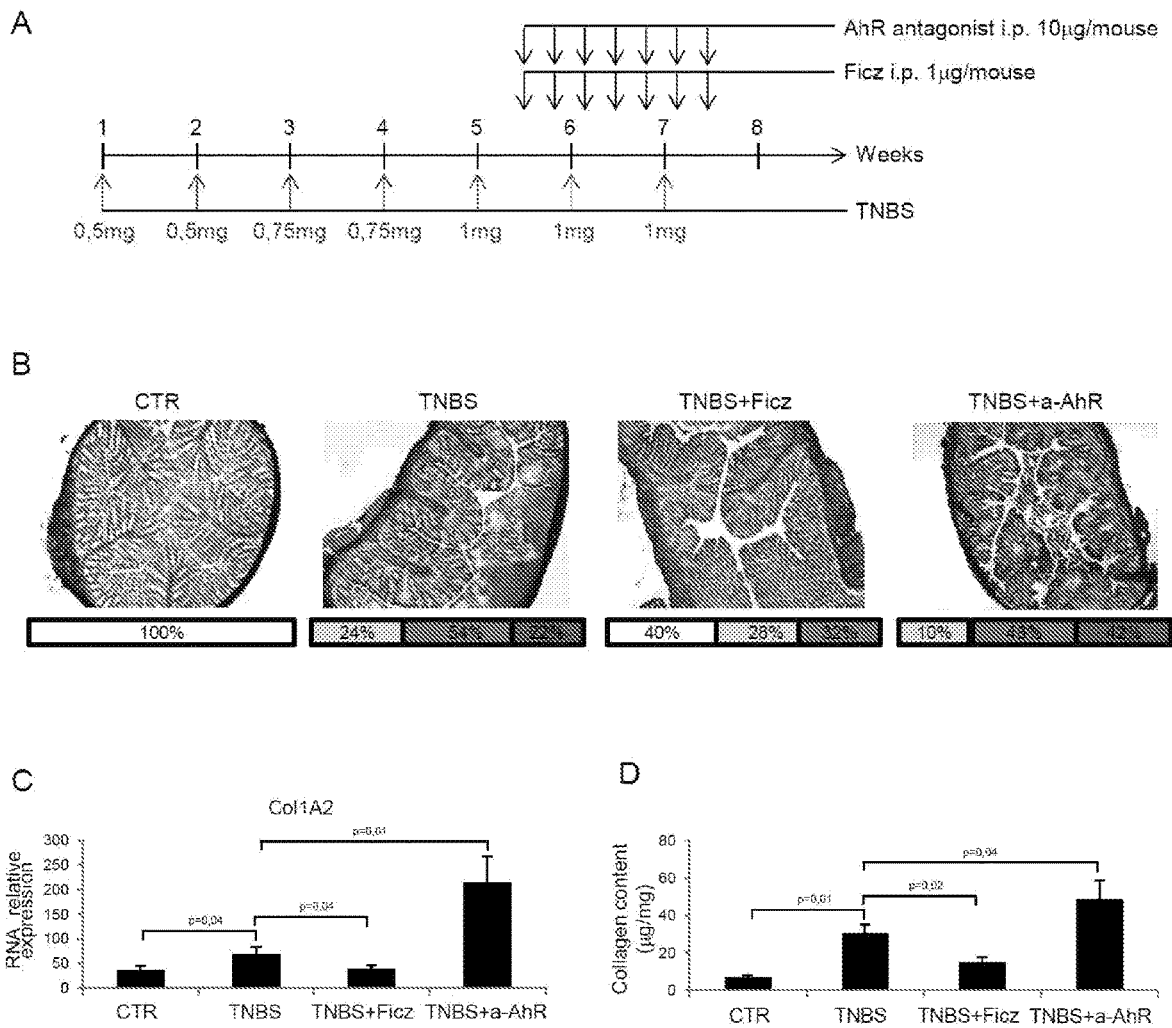 A
AhR antagonist i.p. 10µg/mouse
Ficz i.p. 1µg/mouse
1 2 3 4 5 6 7 8
Weeks
TNBS
0,5mg 0,5mg 0,75mg 0,75mg 1mg 1mg 1mg
B
CTR TNBS TNBS+Ficz TNBS+a-AhR
100% 24% 54% 22% 40% 28% 32% 10%
C
Col1A2
RNA relative
expression
300
250
200
150
100
50
0
p=0,01
p=0,04
p=0,04
CTR TNBS TNBS+Ficz TNBS+a-AhR
D
Collagen content
(µg/mg)
80
60
40
20
0
p=0,04
p=0,02
p=0,01
CTR TNBS TNBS+Ficz TNBS+a-AhR